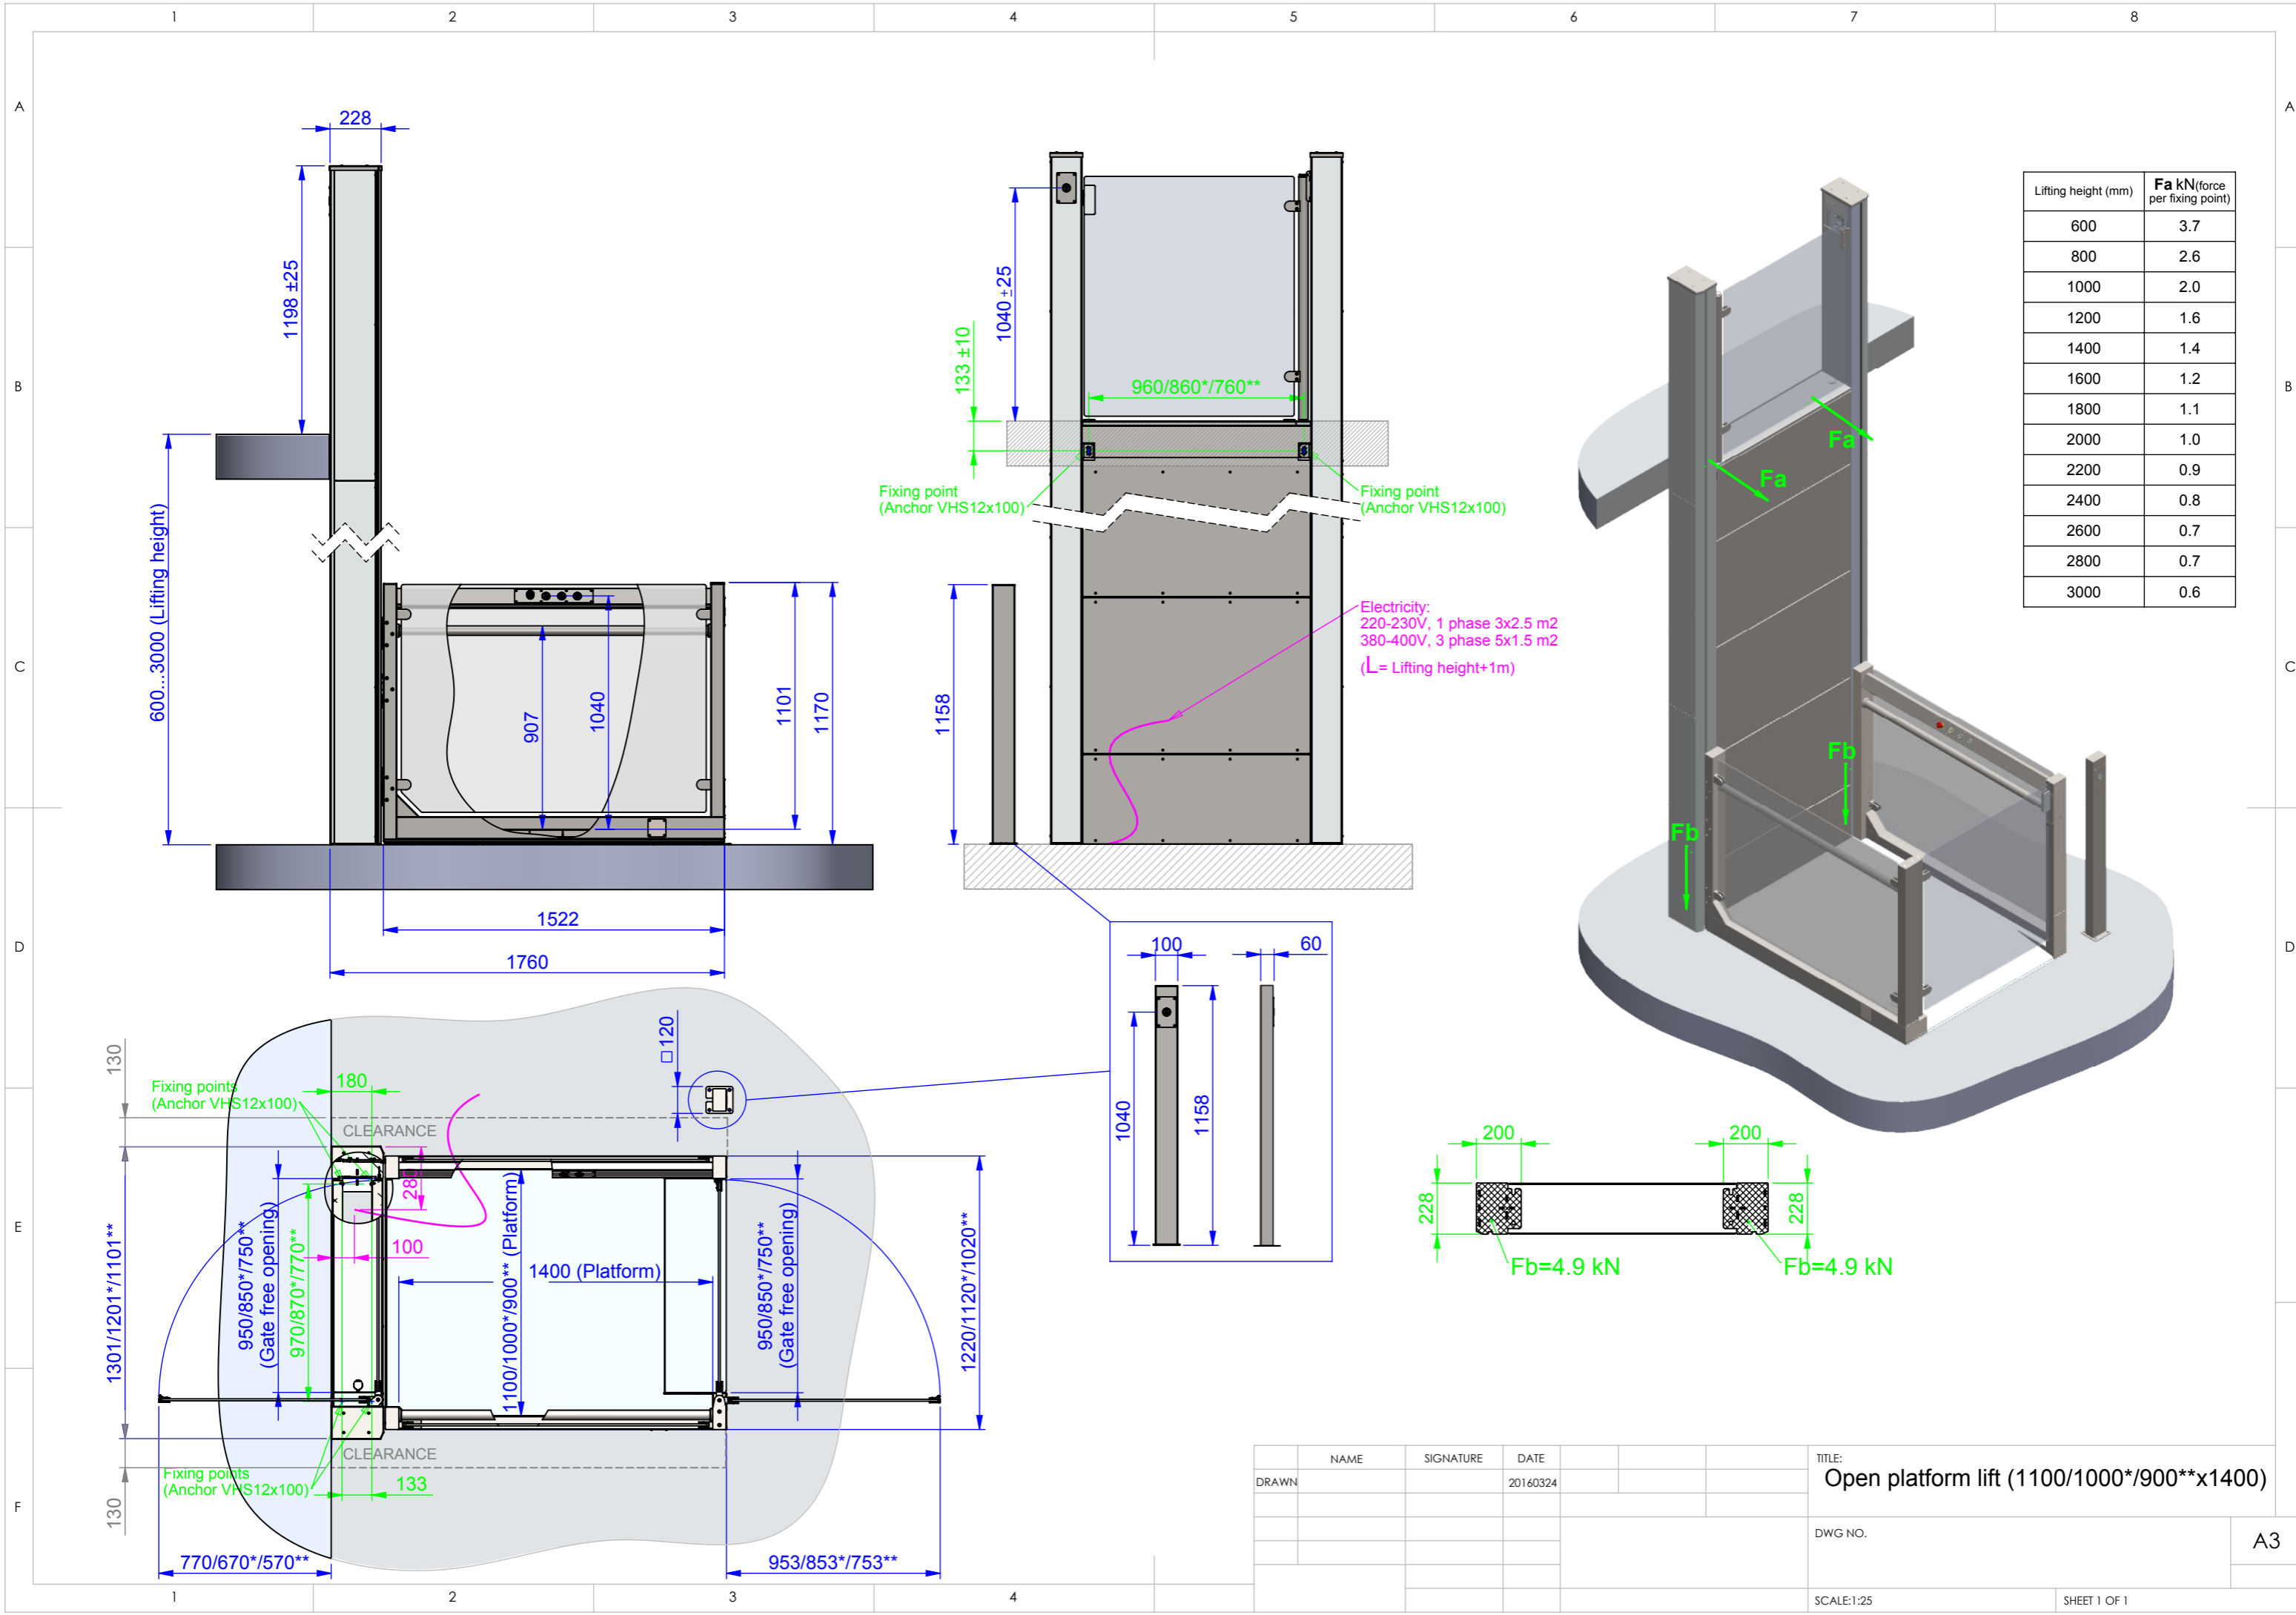 1 2 3 4 5 6 7 8
A A
B B
C C
D D
E E
F
228
1198 ±25
600...3000 (Lifting height)
907
1040
1101
1170
1522
1760
1040±25
133 ±10
960/860*/760**
Fixing point
(Anchor VHS12x100)
Fixing point
(Anchor VHS12x100)
1158
Electricity:
220-230V, 1 phase 3x2.5 m2
380-400V, 3 phase 5x1.5 m2
(L= Lifting height+1m)
Lifting height (mm) Fa kN(force
per fixing point)
600 3.7
800 2.6
1000 2.0
1200 1.6
1400 1.4
1600 1.2
1800 1.1
2000 1.0
2200 0.9
2400 0.8
2600 0.7
2800 0.7
3000 0.6
Fa
Fa
Fb
Fb
100 60
1040
1158
200 200
228 228
Fb=4.9 kN Fb=4.9 kN
130
Fixing points
(Anchor VHS12x100)
180
□120
CLEARANCE
280
100
1301/1201*/1101**
950/850*/750**
(Gate free opening)
970/870*/770**
1100/1000*/900** (Platform)
1400 (Platform)
950/850*/750**
(Gate free opening)
1220/1120*/1020**
CLEARANCE
Fixing points
(Anchor VHS12x100)
133
130
770/670*/570** 953/853*/753**
NAME SIGNATURE DATE
DRAWN 20160324
TITLE:
Open platform lift (1100/1000*/900**x1400)
DWG NO.
A3
SCALE:1:25 SHEET 1 OF 1
1 2 3 4